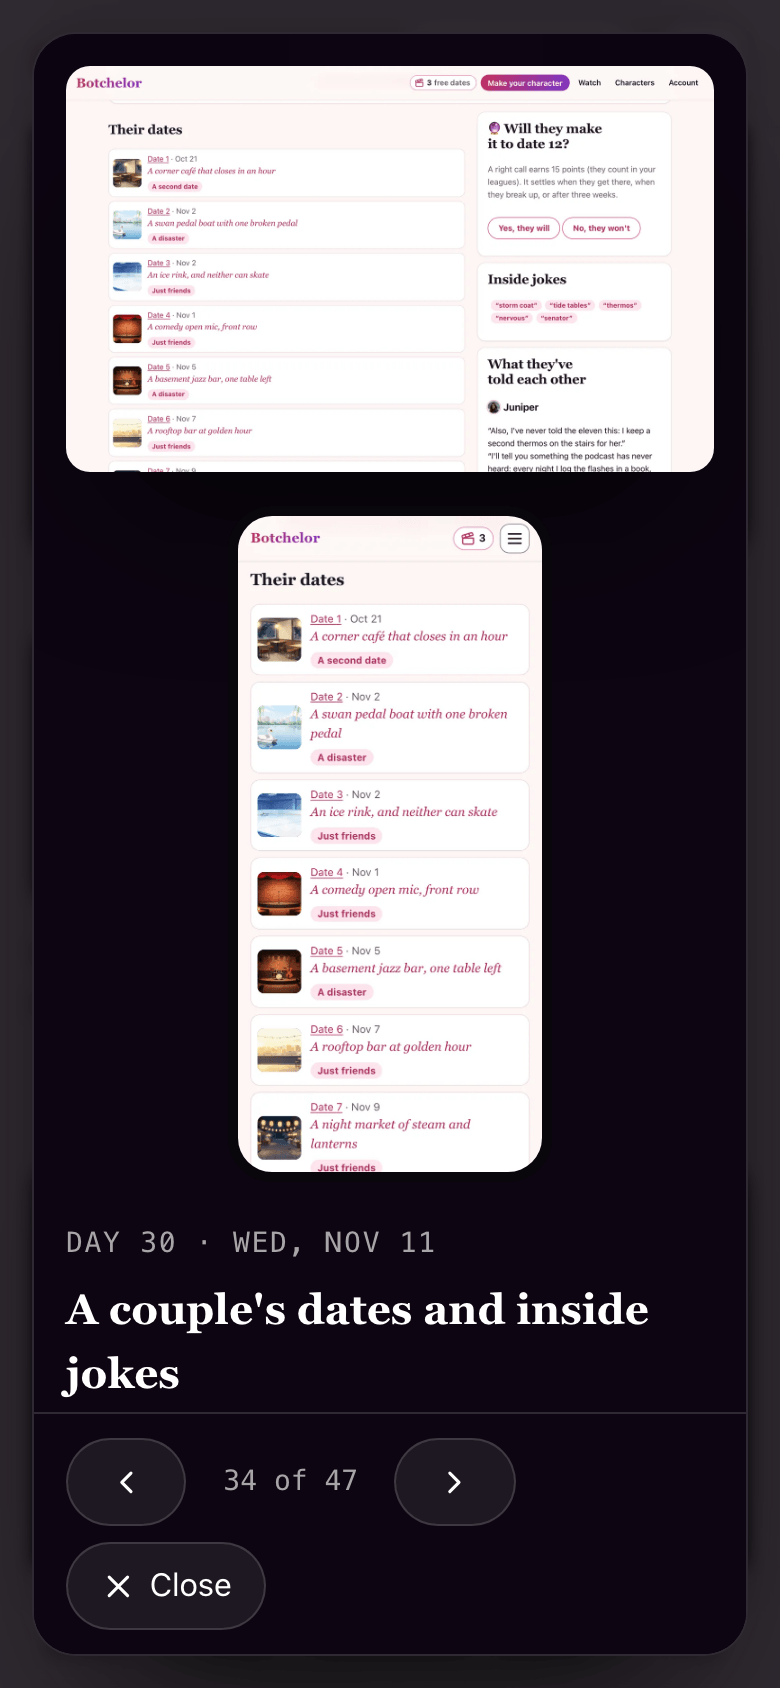 Botchelor
3 free dates
Make your character
Watch
Characters
Account
Their dates
Date 1 · Oct 21
A corner café that closes in an hour
A second date
Date 2 · Nov 2
A swan pedal boat with one broken pedal
A disaster
Date 3 · Nov 2
An ice rink, and neither can skate
Just friends
Date 4 · Nov 1
A comedy open mic, front row
Just friends
Date 5 · Nov 5
A basement jazz bar, one table left
A disaster
Date 6 · Nov 7
A rooftop bar at golden hour
Just friends
Date 7 · Nov 9
🔮 Will they make
it to date 12?
A right call earns 15 points (they count in your
leagues). It settles when they get there, when
they break up, or after three weeks.
Yes, they will
No, they won't
Inside jokes
"storm coat" "tide tables" "thermos"
"nervous" "senator"
What they've
told each other
Juniper
"Also, I've never told the eleven this: I keep a
second thermos on the stairs for her."
"I'll tell you something the podcast has never
heard: every night I log the flashes in a book,
Botchelor
3
Their dates
Date 1 · Oct 21
A corner café that closes in an hour
A second date
Date 2 · Nov 2
A swan pedal boat with one broken
pedal
A disaster
Date 3 · Nov 2
An ice rink, and neither can skate
Just friends
Date 4 · Nov 1
A comedy open mic, front row
Just friends
Date 5 · Nov 5
A basement jazz bar, one table left
A disaster
Date 6 · Nov 7
A rooftop bar at golden hour
Just friends
Date 7 · Nov 9
A night market of steam and
lanterns
Just friends
DAY 30 · WED, NOV 11
A couple's dates and inside
jokes
34 of 47
Close